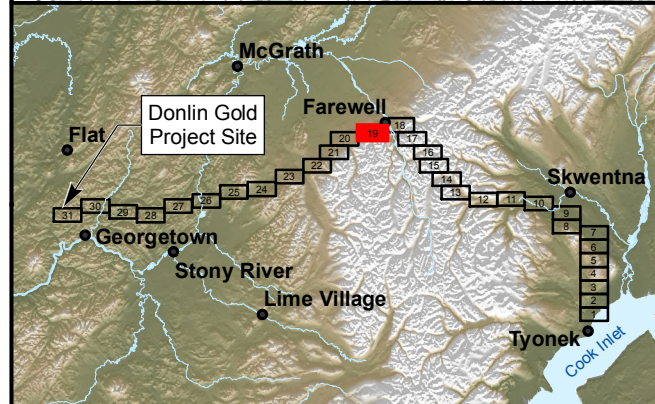 McGrath
Donlin Gold
Project Site
Farewell
Flat
18
19
20
17
21
16
22
15
23
14
24
13
25
12
11
10
26
27
28
29
30
31
Skwentna
9
8
7
6
5
4
3
2
1
Georgetown
Stony River
Lime Village
Tyonek
Cook Inlet